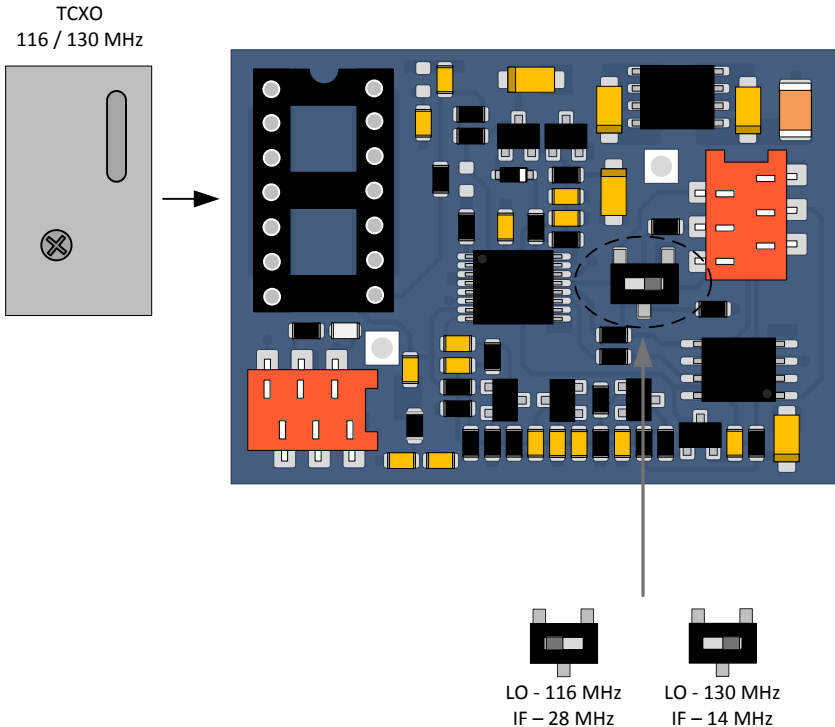 TCXO
116 / 130 MHz
LO - 116 MHz
IF – 28 MHz
LO - 130 MHz
IF – 14 MHz